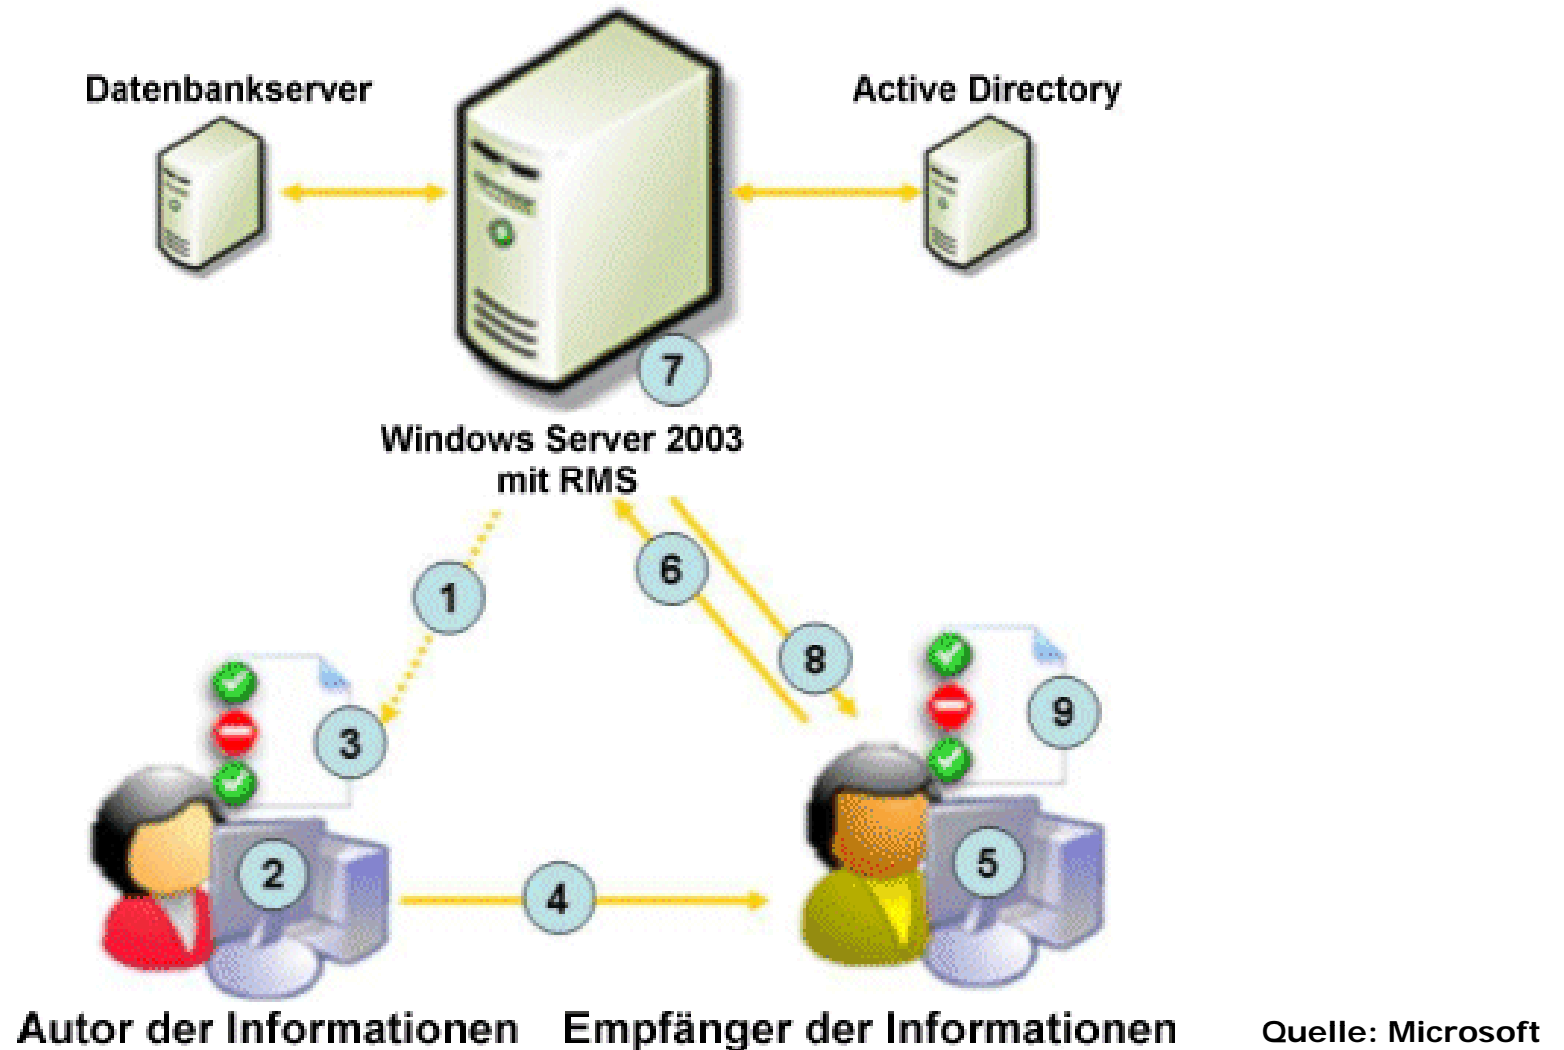 Datenbankserver
Active Directory
7
Windows Server 2003
mit RMS
1
6
8
3
9
2
4
5
Autor der Informationen
Empfänger der Informationen
Quelle: Microsoft